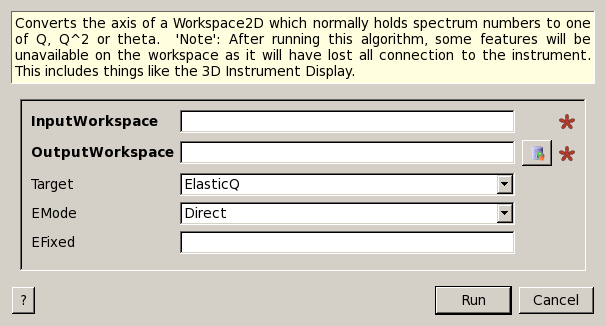 Converts the axis of a Workspace2D which normally holds spectrum numbers to one
of Q, Q^2 or theta. 'Note': After running this algorithm, some features will be
unavailable on the workspace as it will have lost all connection to the instrument.
This includes things like the 3D Instrument Display.
InputWorkspace
OutputWorkspace
Target ElasticQ
EMode Direct
EFixed
? Run Cancel